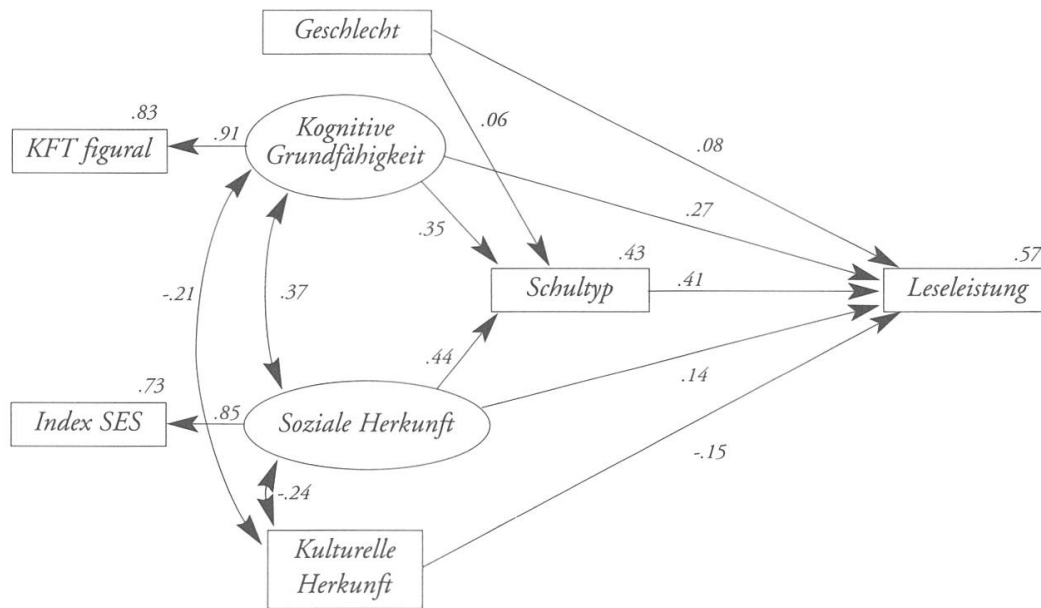 Geschlecht
.83
.91
KFT figural
Kognitive
Grundfähigkeit
.06
.08
.27
.35
.43
.57
-.21
.37
Schultyp
.41
Leseleistung
.44
.14
.73
.85
Index SES
Soziale Herkunft
-.15
-.24
Kulturelle
Herkunft